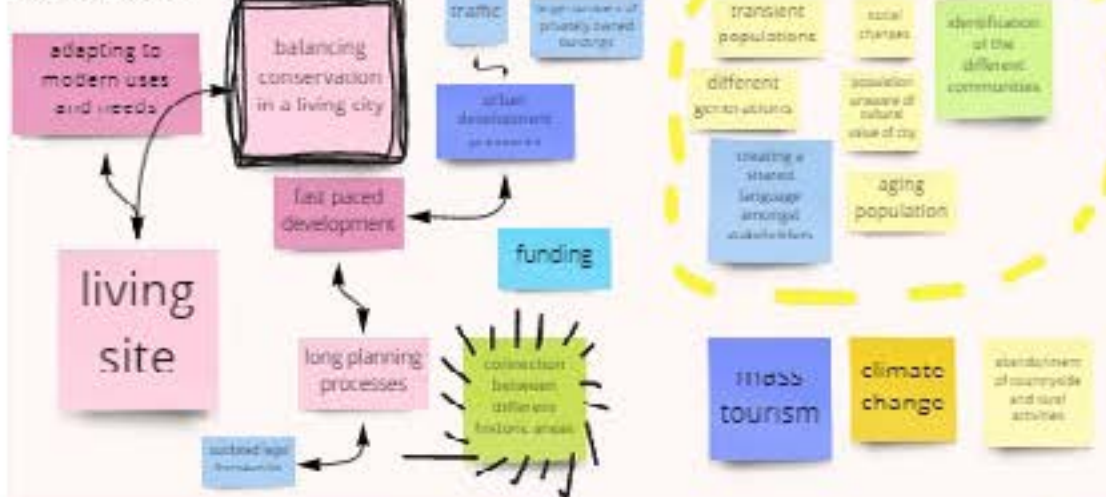 adapting to
modern uses
and needs
balancing
conservation
in a living city
traffic
large numbers of
privately owned
buildings
urban
development
pressures
fast paced
development
living
site
funding
long planning
processes
connection
between
different
historic areas
transient
populations
social
changes
identification
of the
different
communities
different
generations
population
unaware of
cultural
value of city
creating a
shared
language
amongst
stakeholders
aging
population
mass
tourism
climate
change
abandonment
of countryside
and rural
activities